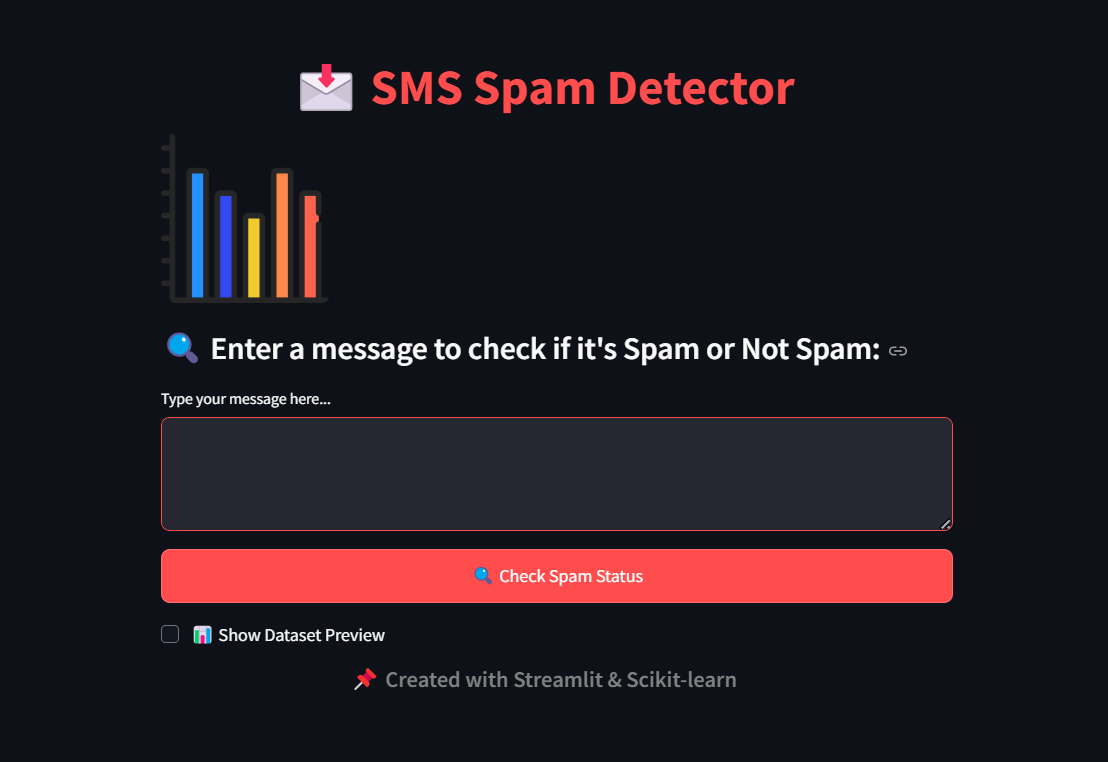 SMS Spam Detector
Enter a message to check if it's Spam or Not Spam:
Type your message here...
Check Spam Status
Show Dataset Preview
Created with Streamlit & Scikit-learn